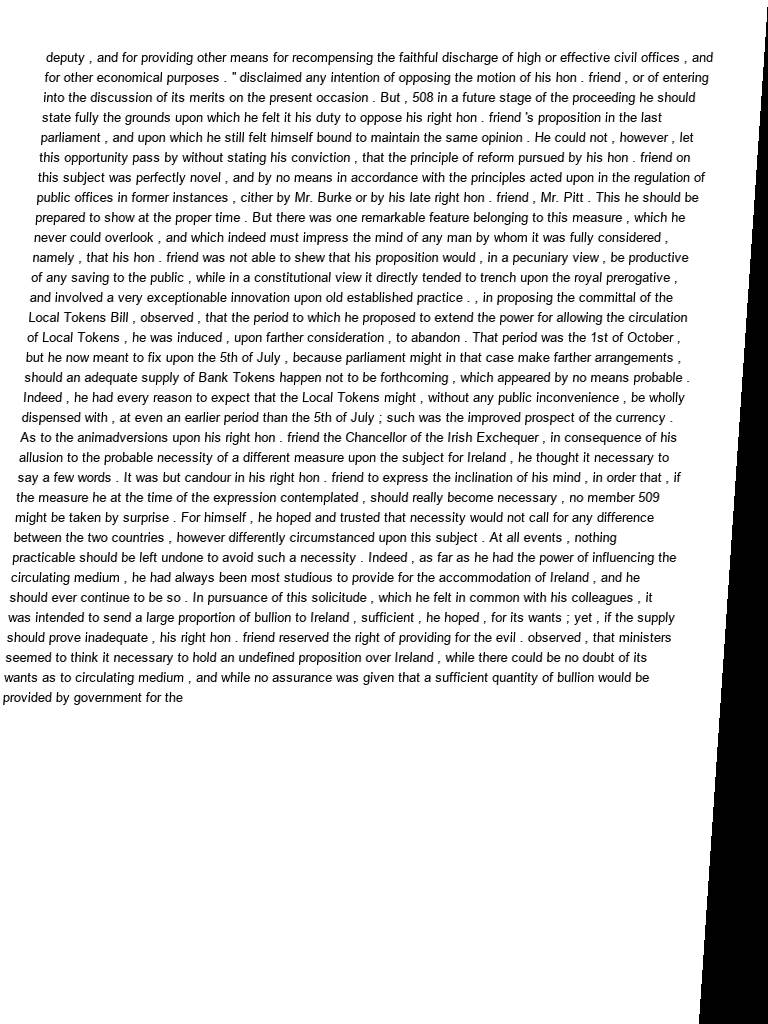 deputy , and for providing other means for recompensing the faithful discharge of high or effective civil offices , and
for other economical purposes . " disclaimed any intention of opposing the motion of his hon . friend , or of entering
into the discussion of its merits on the present occasion . But , 508 in a future stage of the proceeding he should
state fully the grounds upon which he felt it his duty to oppose his right hon . friend 's proposition in the last
parliament , and upon which he still felt himself bound to maintain the same opinion . He could not , however , let
this opportunity pass by without stating his conviction , that the principle of reform pursued by his hon . friend on
this subject was perfectly novel , and by no means in accordance with the principles acted upon in the regulation of
public offices in former instances , cither by Mr. Burke or by his late right hon . friend , Mr. Pitt . This he should be
prepared to show at the proper time . But there was one remarkable feature belonging to this measure , which he
never could overlook , and which indeed must impress the mind of any man by whom it was fully considered ,
namely , that his hon . friend was not able to shew that his proposition would , in a pecuniary view , be productive
of any saving to the public , while in a constitutional view it directly tended to trench upon the royal prerogative ,
and involved a very exceptionable innovation upon old established practice . , in proposing the committal of the
Local Tokens Bill , observed , that the period to which he proposed to extend the power for allowing the circulation
of Local Tokens , he was induced , upon farther consideration , to abandon . That period was the 1st of October ,
but he now meant to fix upon the 5th of July , because parliament might in that case make farther arrangements ,
should an adequate supply of Bank Tokens happen not to be forthcoming , which appeared by no means probable .
Indeed , he had every reason to expect that the Local Tokens might , without any public inconvenience , be wholly
dispensed with , at even an earlier period than the 5th of July ; such was the improved prospect of the currency .
As to the animadversions upon his right hon . friend the Chancellor of the Irish Exchequer , in consequence of his
allusion to the probable necessity of a different measure upon the subject for Ireland , he thought it necessary to
say a few words . It was but candour in his right hon . friend to express the inclination of his mind , in order that , if
the measure he at the time of the expression contemplated , should really become necessary , no member 509
might be taken by surprise . For himself , he hoped and trusted that necessity would not call for any difference
between the two countries , however differently circumstanced upon this subject . At all events , nothing
practicable should be left undone to avoid such a necessity . Indeed , as far as he had the power of influencing the
circulating medium , he had always been most studious to provide for the accommodation of Ireland , and he
should ever continue to be so . In pursuance of this solicitude , which he felt in common with his colleagues , it
was intended to send a large proportion of bullion to Ireland , sufficient , he hoped , for its wants ; yet , if the supply
should prove inadequate , his right hon . friend reserved the right of providing for the evil . observed , that ministers
seemed to think it necessary to hold an undefined proposition over Ireland , while there could be no doubt of its
wants as to circulating medium , and while no assurance was given that a sufficient quantity of bullion would be
provided by government for the